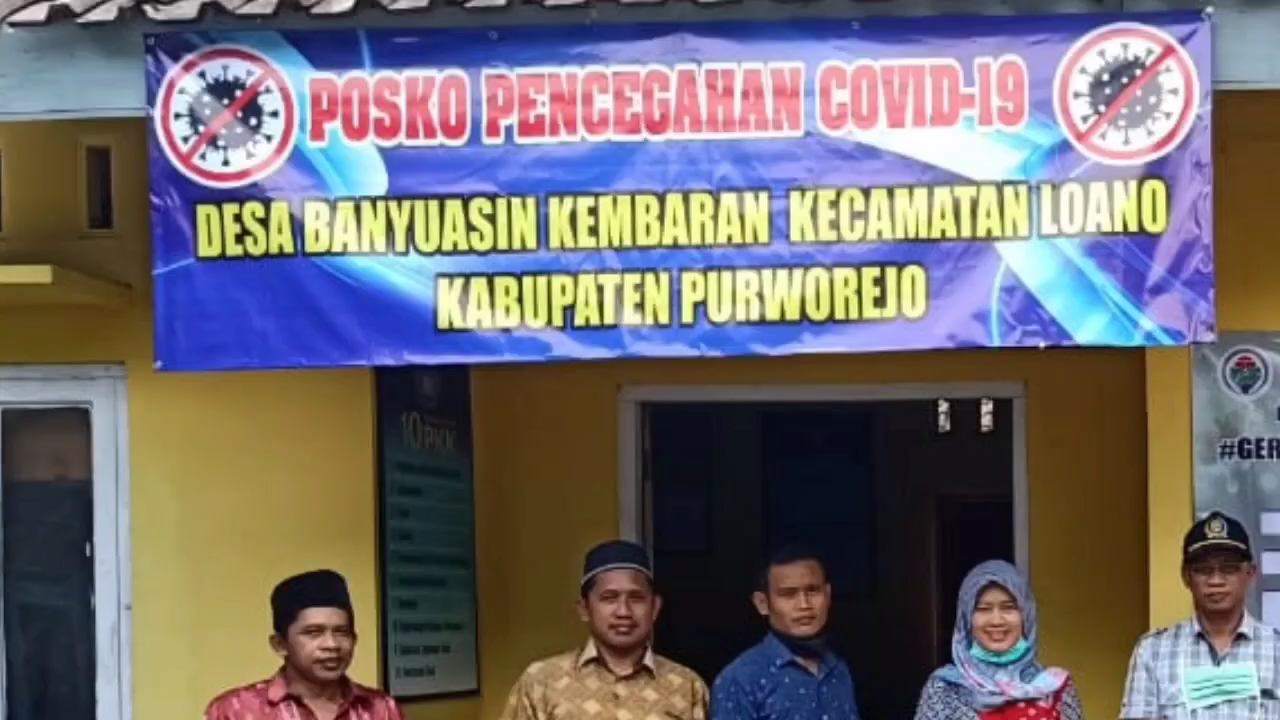 POSKO PENCEGAHAN COVID-19
DESA BANYUASIN KEMBARAN KECAMATAN LOANO
KABUPATEN PURWOREJO
10
PKK
#GER